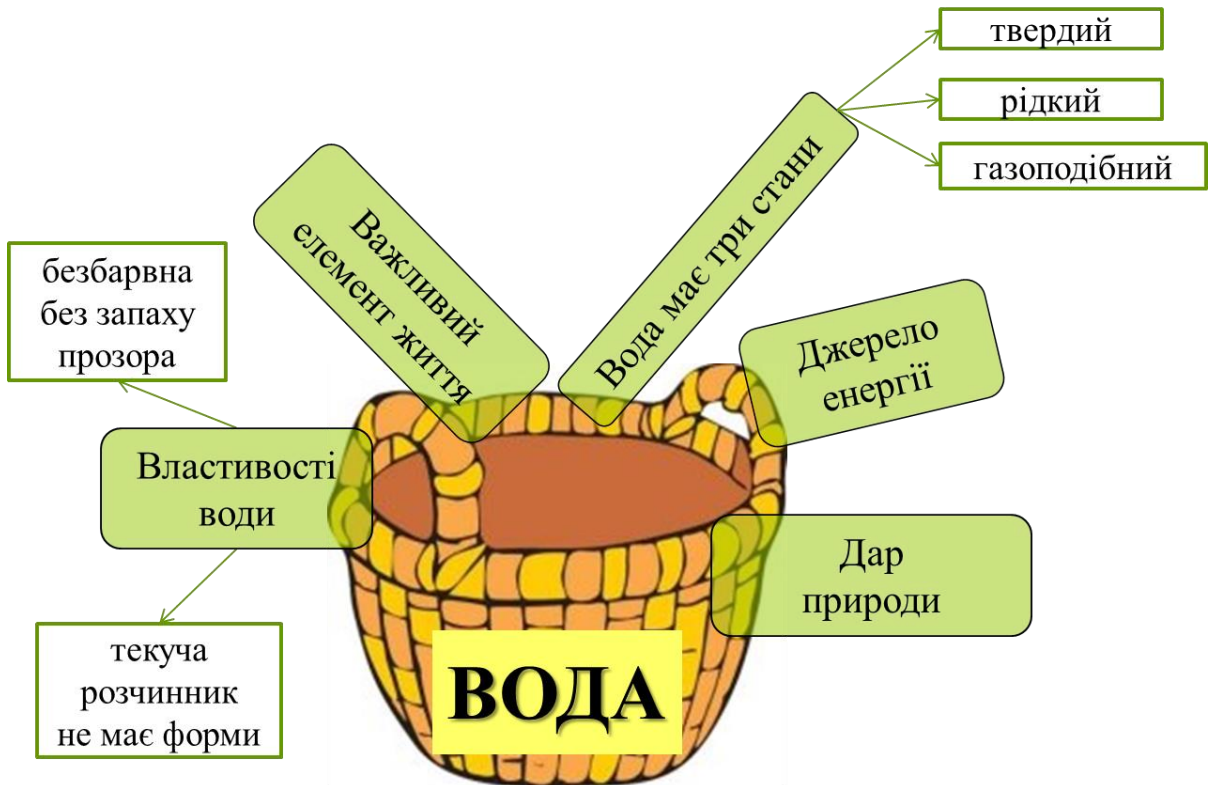 твердий
рідкий
газоподібний
Вода має три стани
Важливий
елемент життя
Джерело
енергії
безбарвна
без запаху
прозора
Властивості
води
Дар
природи
текуча
розчинник
не має форми
ВОДА